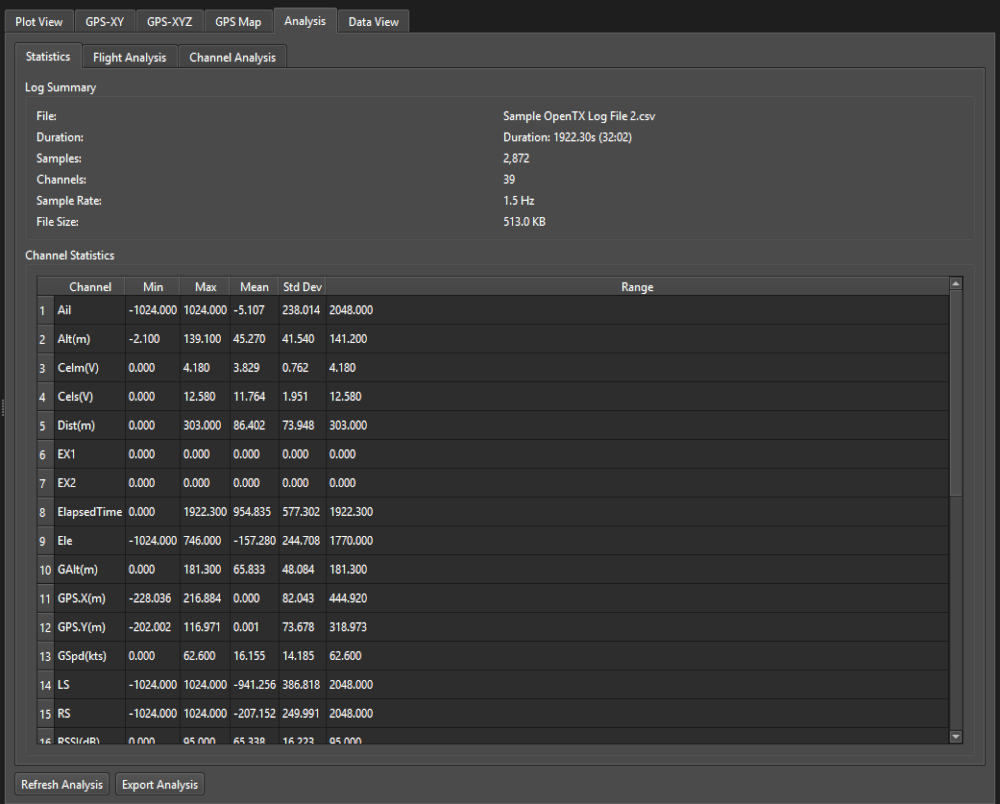 Plot View GPS-XY GPS-XYZ GPS Map Analysis Data View
Statistics Flight Analysis Channel Analysis
Log Summary
File: Sample OpenTX Log File 2.csv
Duration: Duration: 1922.30s (32:02)
Samples: 2,872
Channels: 39
Sample Rate: 1.5 Hz
File Size: 513.0 KB
Channel Statistics
Channel Min Max Mean Std Dev Range
1 Ail -1024.000 1024.000 -5.107 238.014 2048.000
2 Alt(m) -2.100 139.100 45.270 41.540 141.200
3 Celm(V) 0.000 4.180 3.829 0.762 4.180
4 Cels(V) 0.000 12.580 11.764 1.951 12.580
5 Dist(m) 0.000 303.000 86.402 73.948 303.000
6 EX1 0.000 0.000 0.000 0.000 0.000
7 EX2 0.000 0.000 0.000 0.000 0.000
8 ElapsedTime 0.000 1922.300 954.835 577.302 1922.300
9 Ele -1024.000 746.000 -157.280 244.708 1770.000
10 GAlt(m) 0.000 181.300 65.833 48.084 181.300
11 GPS.X(m) -228.036 216.884 0.000 82.043 444.920
12 GPS.Y(m) -202.002 116.971 0.001 73.678 318.973
13 GSpd(kts) 0.000 62.600 16.155 14.185 62.600
14 LS -1024.000 1024.000 -941.256 386.818 2048.000
15 RS -1024.000 1024.000 -207.152 249.991 2048.000
16 RSSI(dB) 0.000 95.000 65.338 16.223 95.000
Refresh Analysis Export Analysis